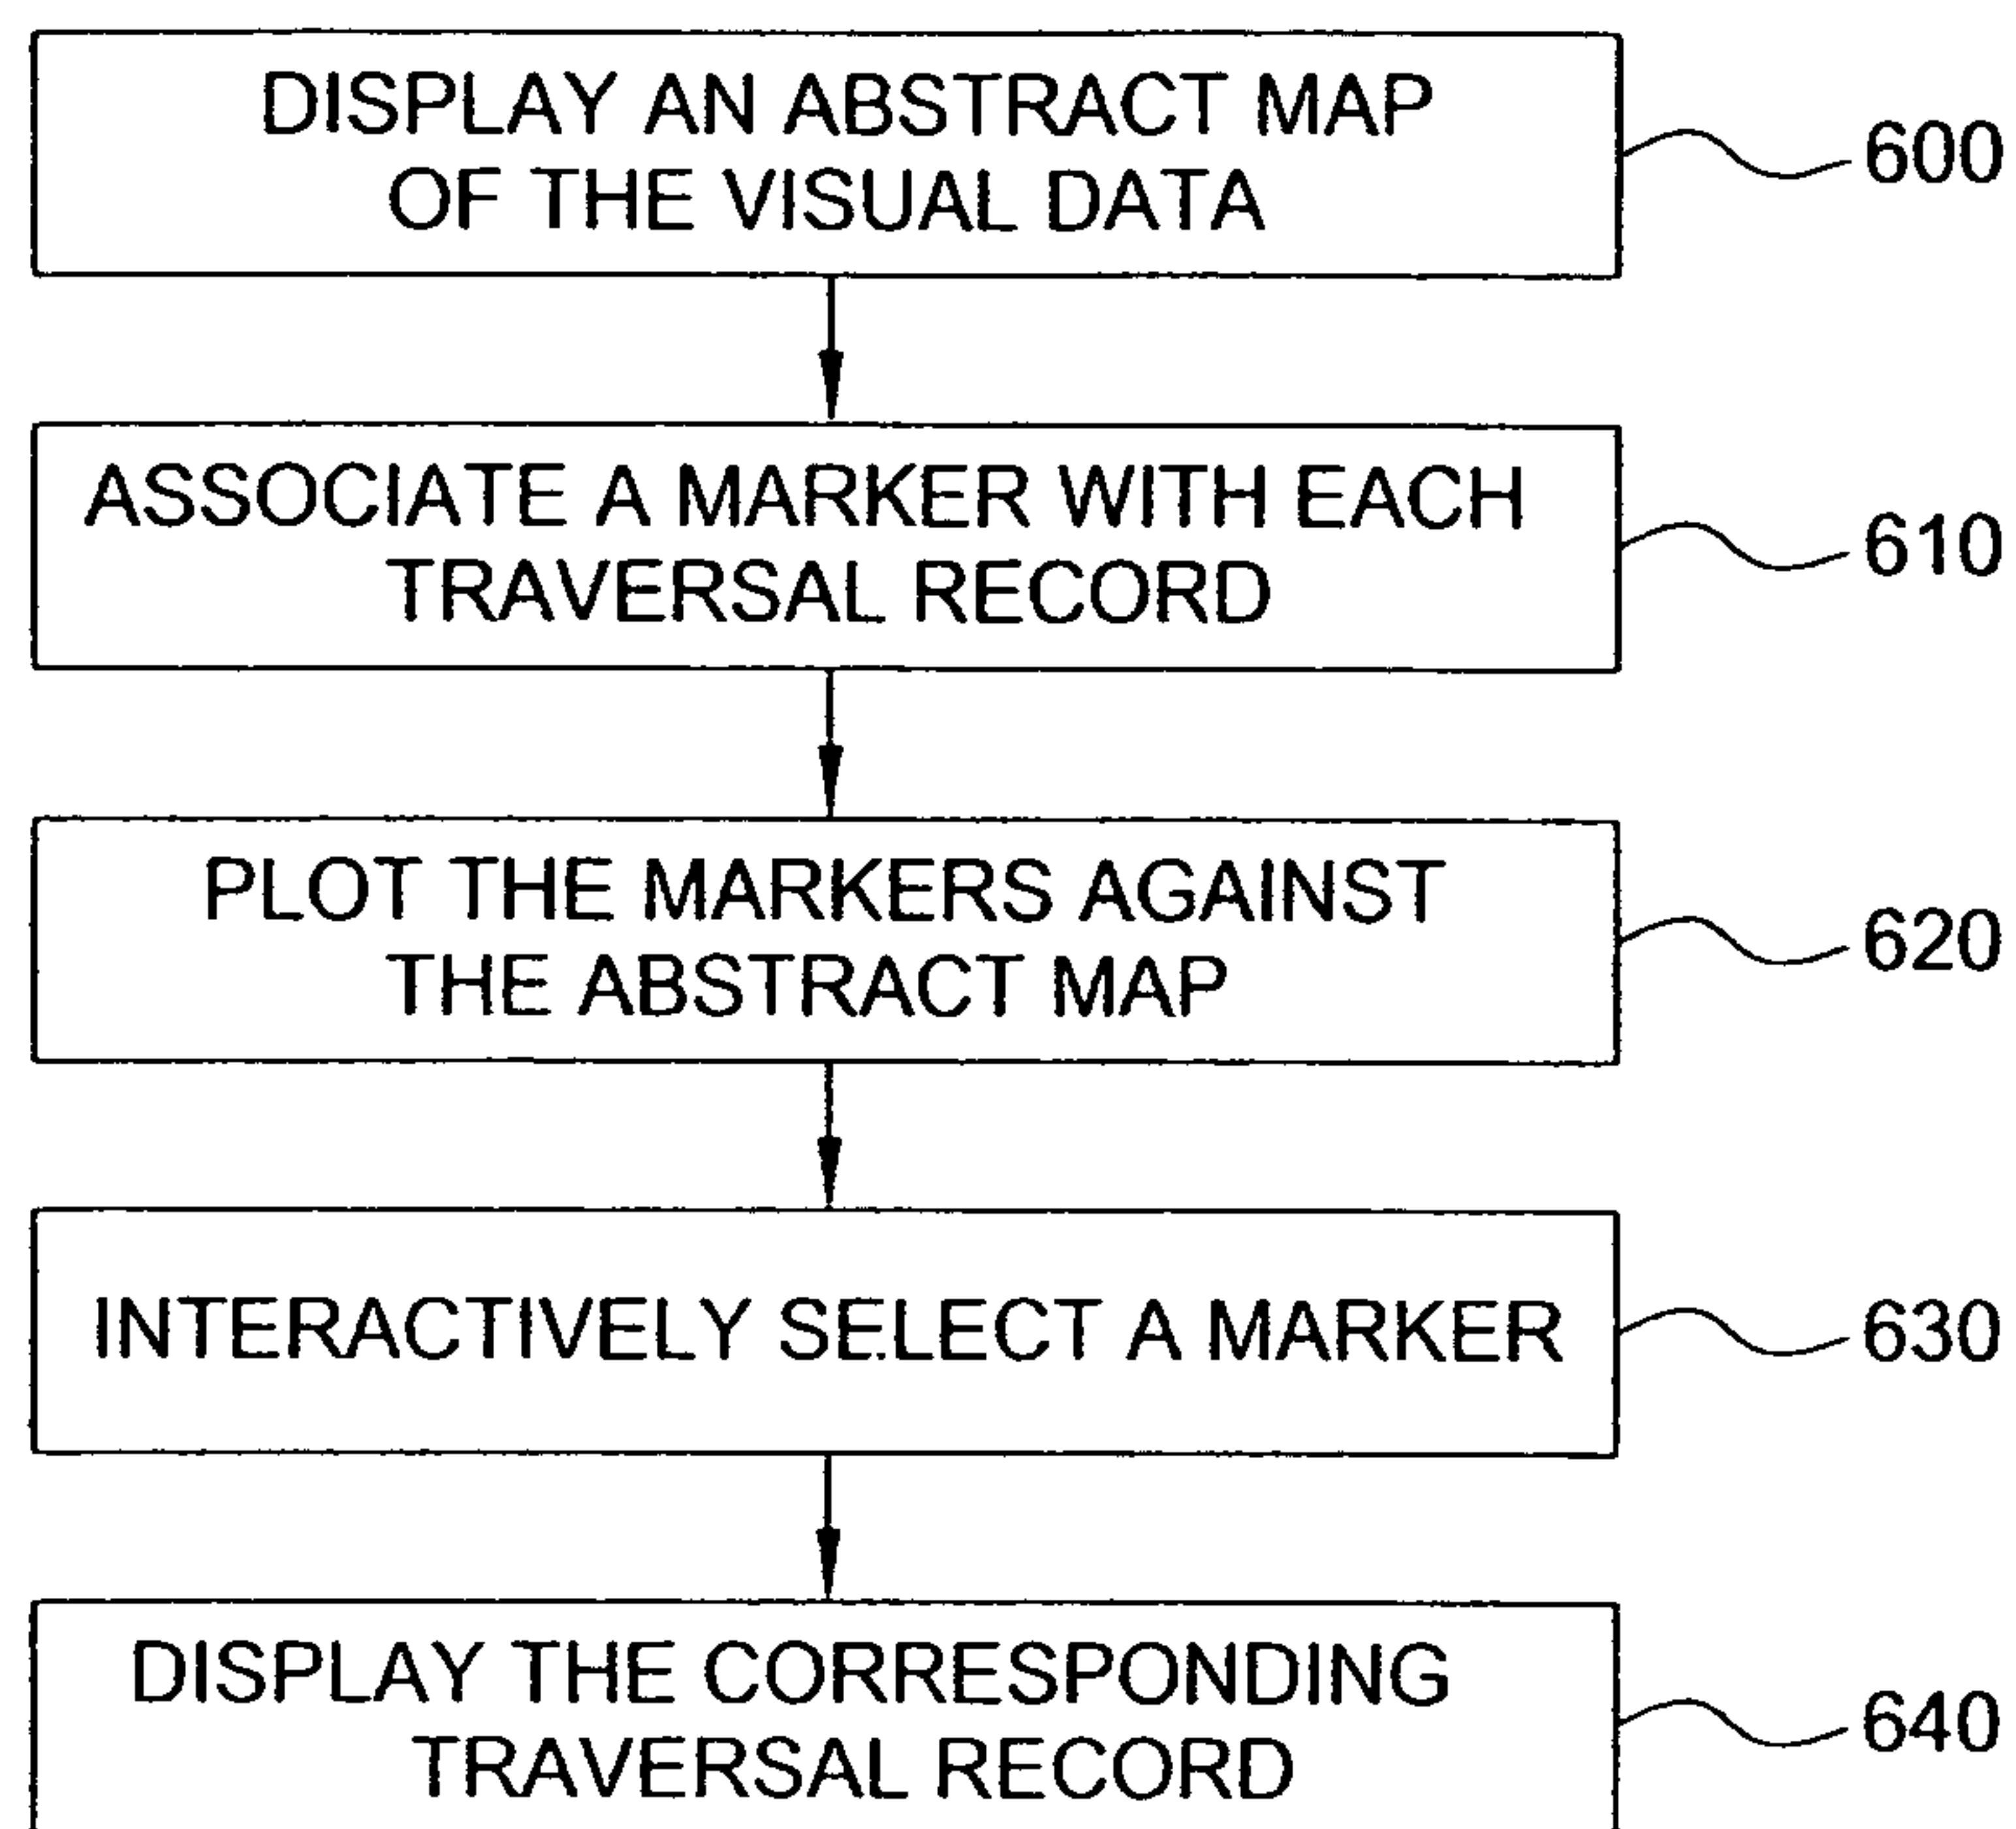 DISPLAY AN ABSTRACT MAP
OF THE VISUAL DATA
600
ASSOCIATE A MARKER WITH EACH
TRAVERSAL RECORD
610
PLOT THE MARKERS AGAINST
THE ABSTRACT MAP
620
INTERACTIVELY SELECT A MARKER
630
DISPLAY THE CORRESPONDING
TRAVERSAL RECORD
640